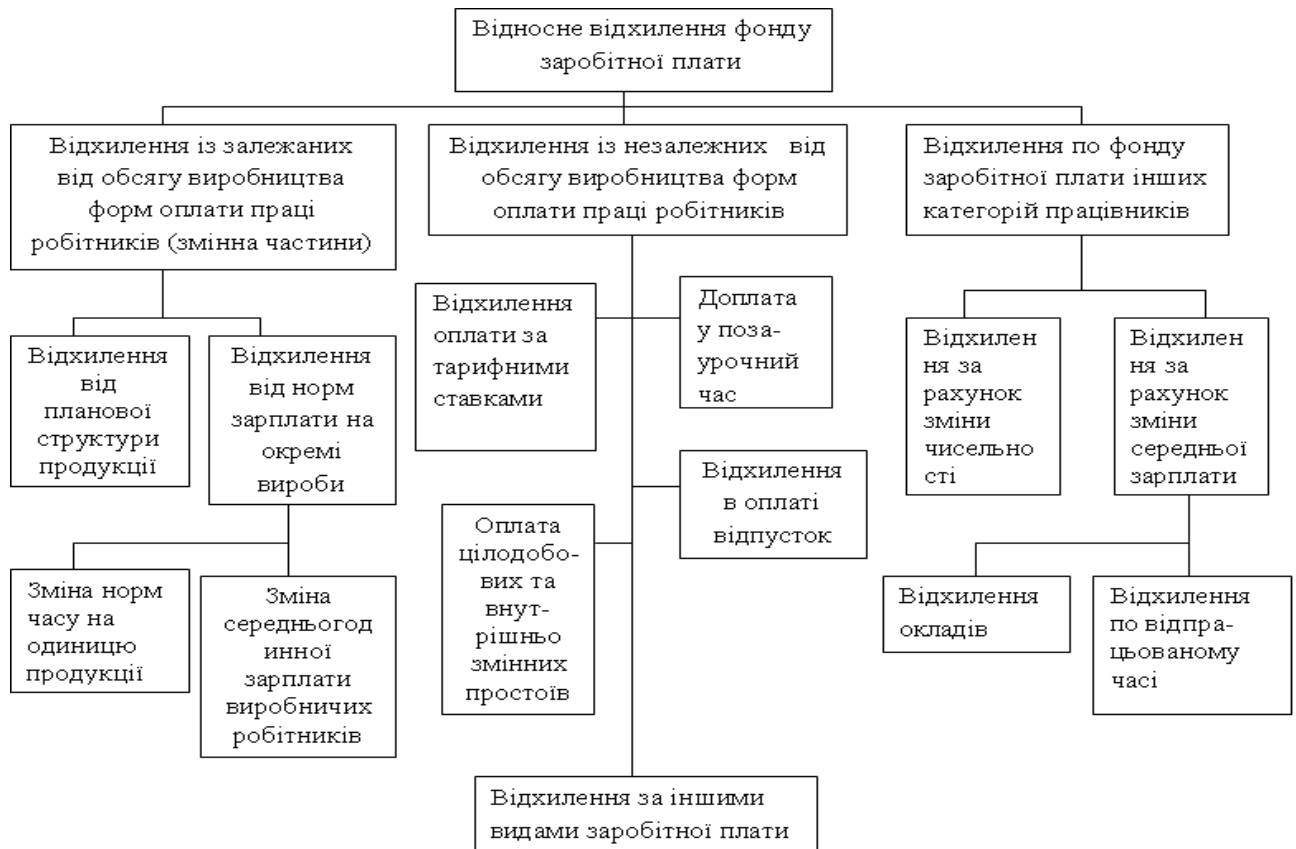 Відносне відхилення фонду
заробітної плати
Відхилення із залежаних
від обсягу виробництва
форм оплати праці
робітників (змінна частини)
Відхилення із незалежних від
обсягу виробництва форм
оплати праці робітників
Відхилення по фонду
заробітної плати інших
категорій працівників
Відхилення
від
планової
структури
продукції
Відхилення
від норм
зарплати на
окремі
вироби
Зміна норм
часу на
одиницю
продукції
Зміна
середньогод
инної
зарплати
виробничих
робітників
Відхилення
оплати за
тарифними
ставками
Доплата
у поза-
урочний
час
Відхилення
в оплаті
відпусток
Оплата
цілодобо-
вих та
внут-
рішньо
змінних
простоїв
Відхилення за іншими
видами заробітної плати
Відхилен
ня за
рахунок
зміни
чисельно
сті
Відхилен
ня за
рахунок
зміни
середньої
зарплати
Відхилення
окладів
Відхилення
по відпра-
цьованому
часі